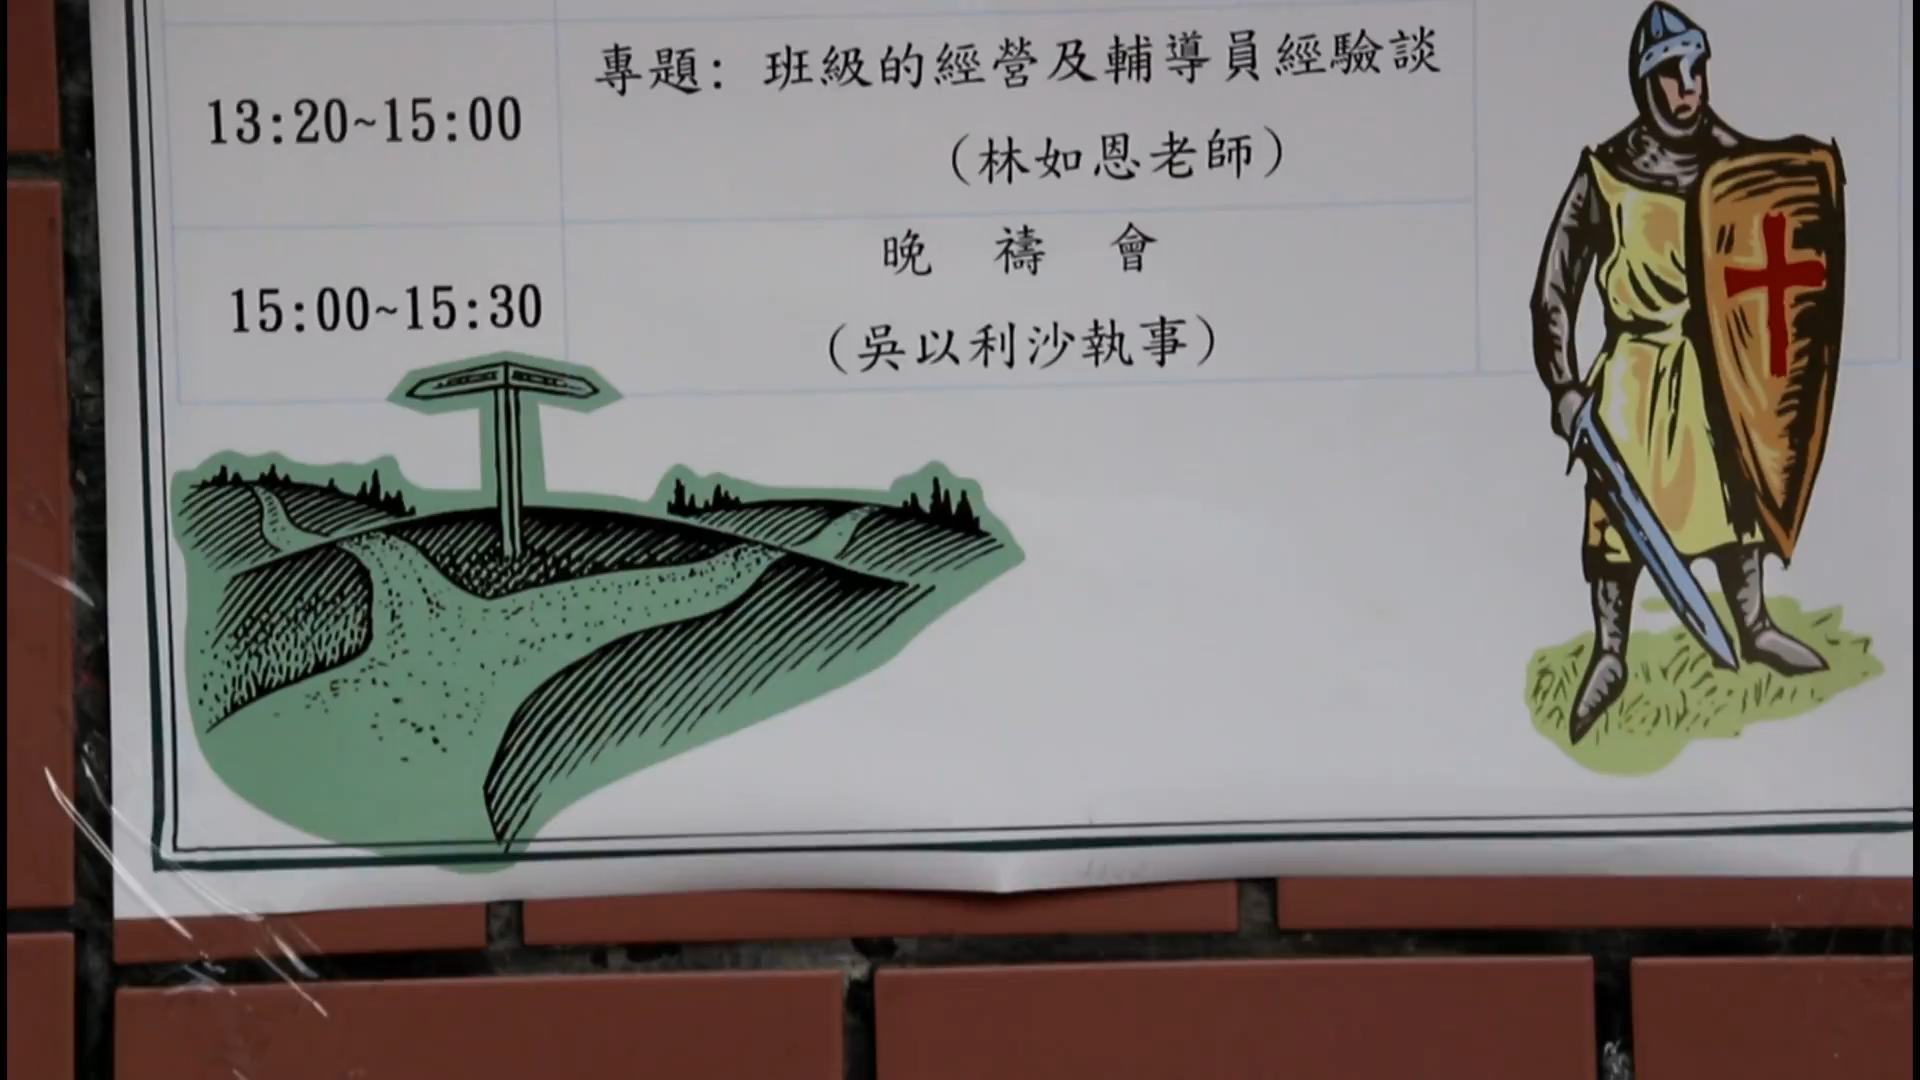 13:20~15:00
專題：班級的經營及輔導員經驗談
（林如恩老師）
15:00~15:30
晚 禱 會
（吳以利沙執事）